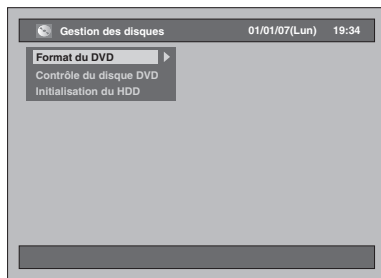 Gestion des disques 01/01/07(Lun) 19:34
Format du DVD
Contrôle du disque DVD
Initialisation du HDD